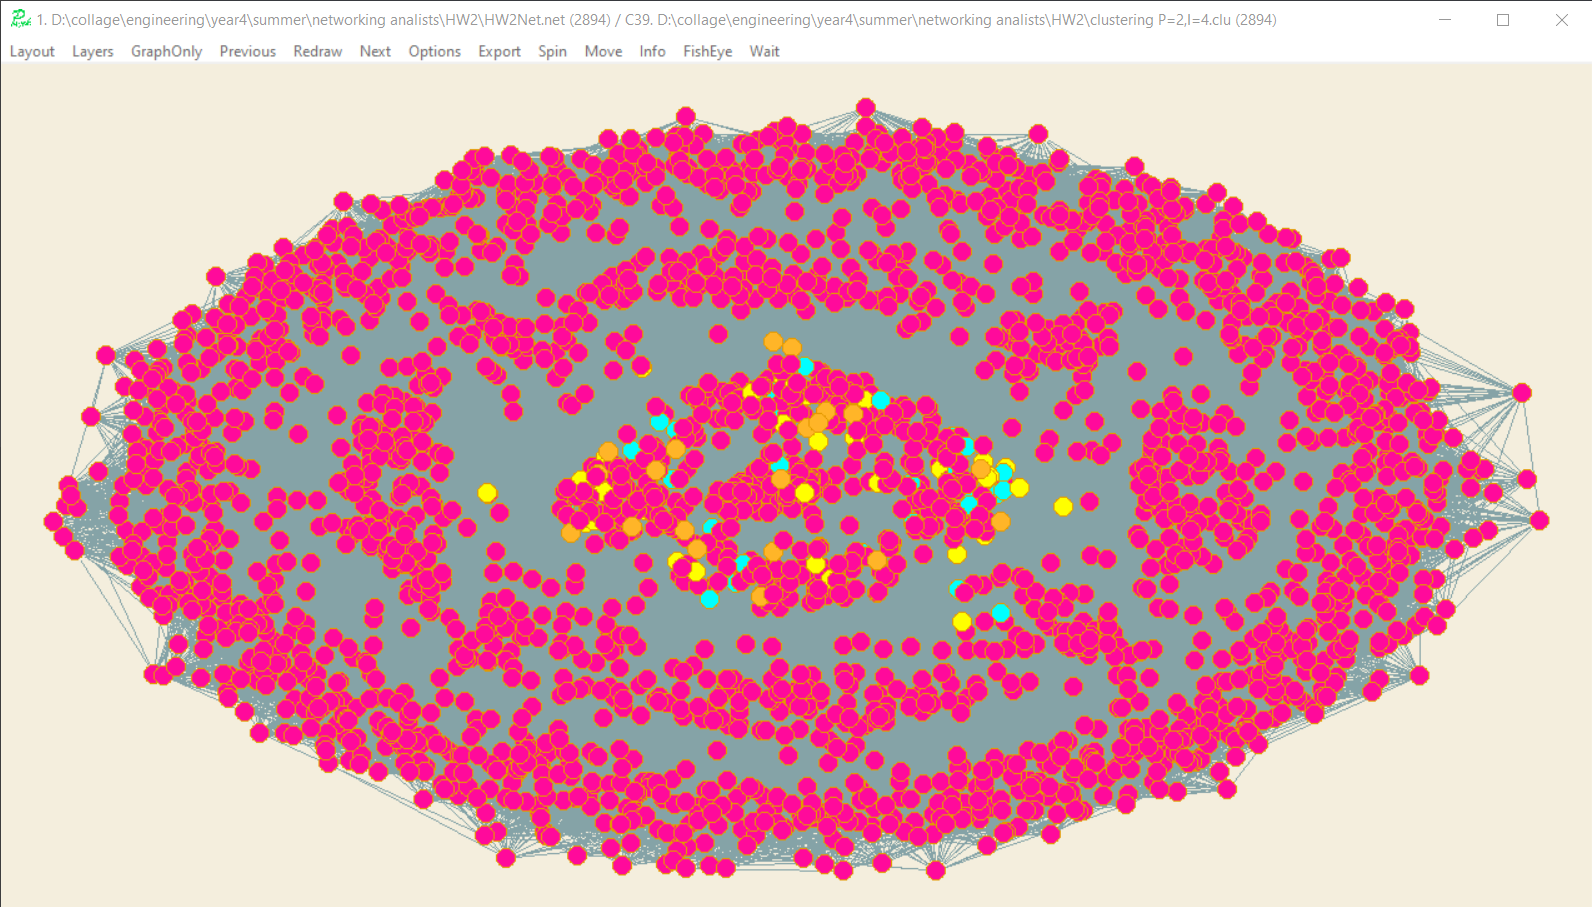 1. D:\collage\engineering\year4\summer\networking analists\HW2\HW2Net.net (2894) / C39. D:\collage\engineering\year4\summer\networking analists\HW2\clustering P=2,I=4.clu (2894)
Layout Layers GraphOnly Previous Redraw Next Options Export Spin Move Info FishEye Wait